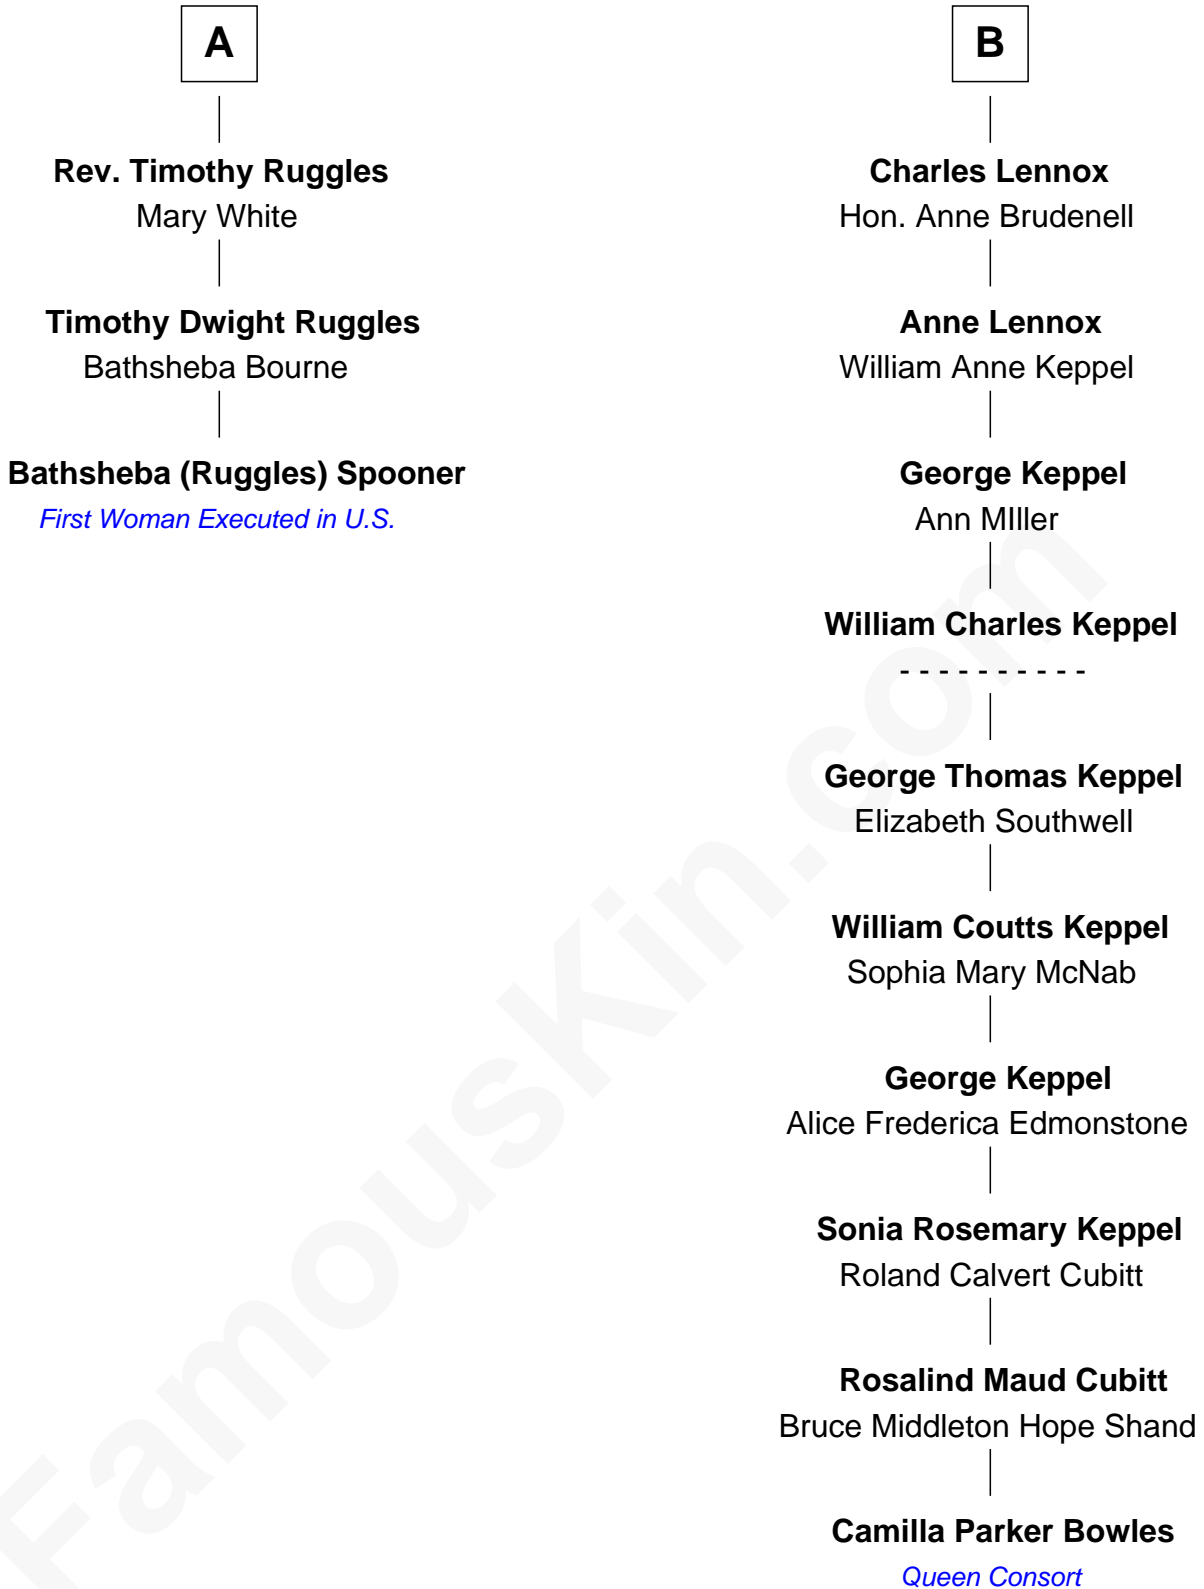 A
Rev. Timothy Ruggles
Mary White
Timothy Dwight Ruggles
Bathsheba Bourne
Bathsheba (Ruggles) Spooner
First Woman Executed in U.S.
B
Charles Lennox
Hon. Anne Brudenell
Anne Lennox
William Anne Keppel
George Keppel
Ann MIller
William Charles Keppel
- - - - - - - - - -
George Thomas Keppel
Elizabeth Southwell
William Coutts Keppel
Sophia Mary McNab
George Keppel
Alice Frederica Edmonstone
Sonia Rosemary Keppel
Roland Calvert Cubitt
Rosalind Maud Cubitt
Bruce Middleton Hope Shand
Camilla Parker Bowles
Queen Consort
FamousKin.com